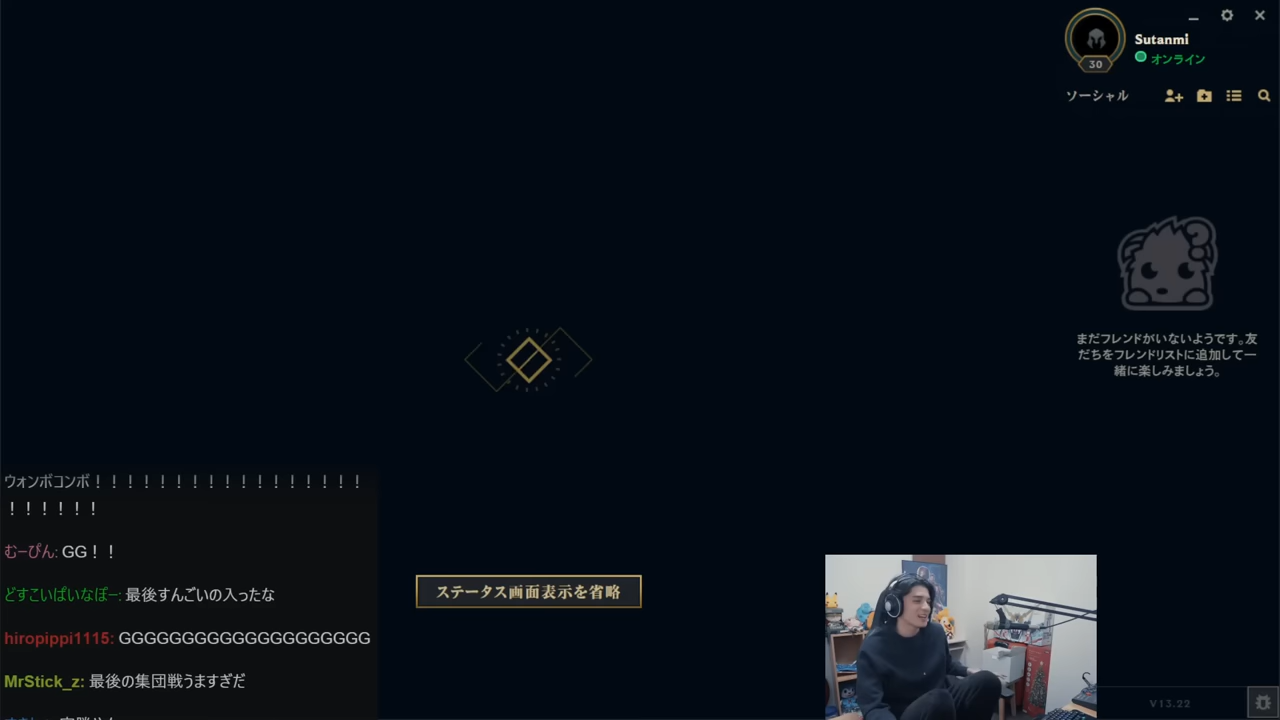 Sutanmi
30
オンライン
ソーシャル
まだフレンドがいないようです。友
だちをフレンドリストに追加して一
緒に楽しみましょう。
ウォンボコンボ！！！！！！！！！！！！！！！！！
！！！！！！
むーぴん: GG！！
どすこいぱいなぽー: 最後すんごいの入ったな
hiropippi1115: GGGGGGGGGGGGGGGGGGGG
MrStick_z: 最後の集団戦うますぎだ
ステータス画面表示を省略
V13.22